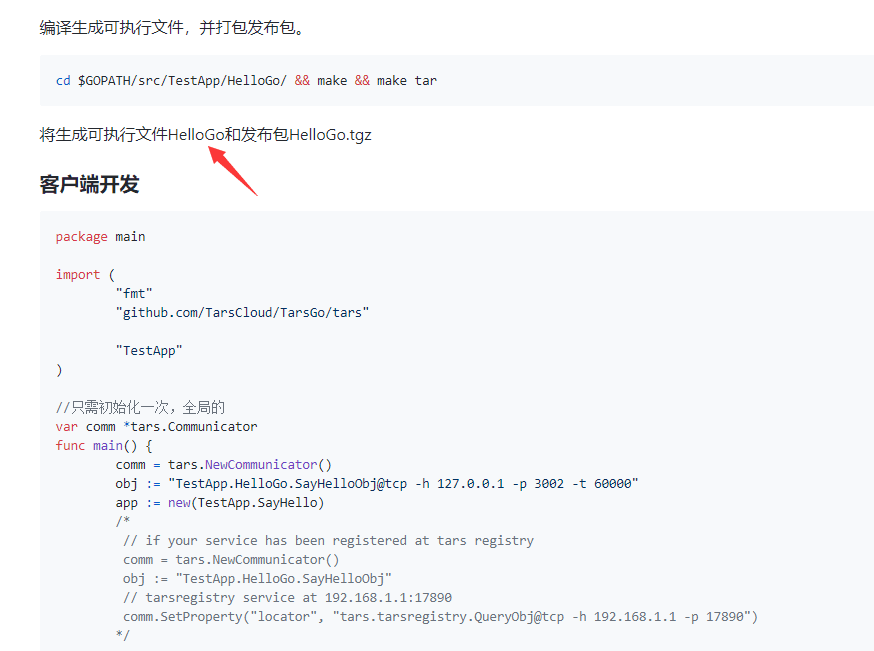 编译生成可执行文件，并打包发布包。
cd $GOPATH/src/TestApp/HelloGo/ && make && make tar
将生成可执行文件HelloGo和发布包HelloGo.tgz
客户端开发
package main
import (
"fmt"
"github.com/TarsCloud/TarsGo/tars"
"TestApp"
)
//只需初始化一次，全局的
var comm *tars.Communicator
func main() {
comm = tars.NewCommunicator()
obj := "TestApp.HelloGo.SayHelloObj@tcp -h 127.0.0.1 -p 3002 -t 60000"
app := new(TestApp.SayHello)
/*
// if your service has been registered at tars registry
comm = tars.NewCommunicator()
obj := "TestApp.HelloGo.SayHelloObj"
// tarsregistry service at 192.168.1.1:17890
comm.SetProperty("locator", "tars.tarsregistry.QueryObj@tcp -h 192.168.1.1 -p 17890")
*/